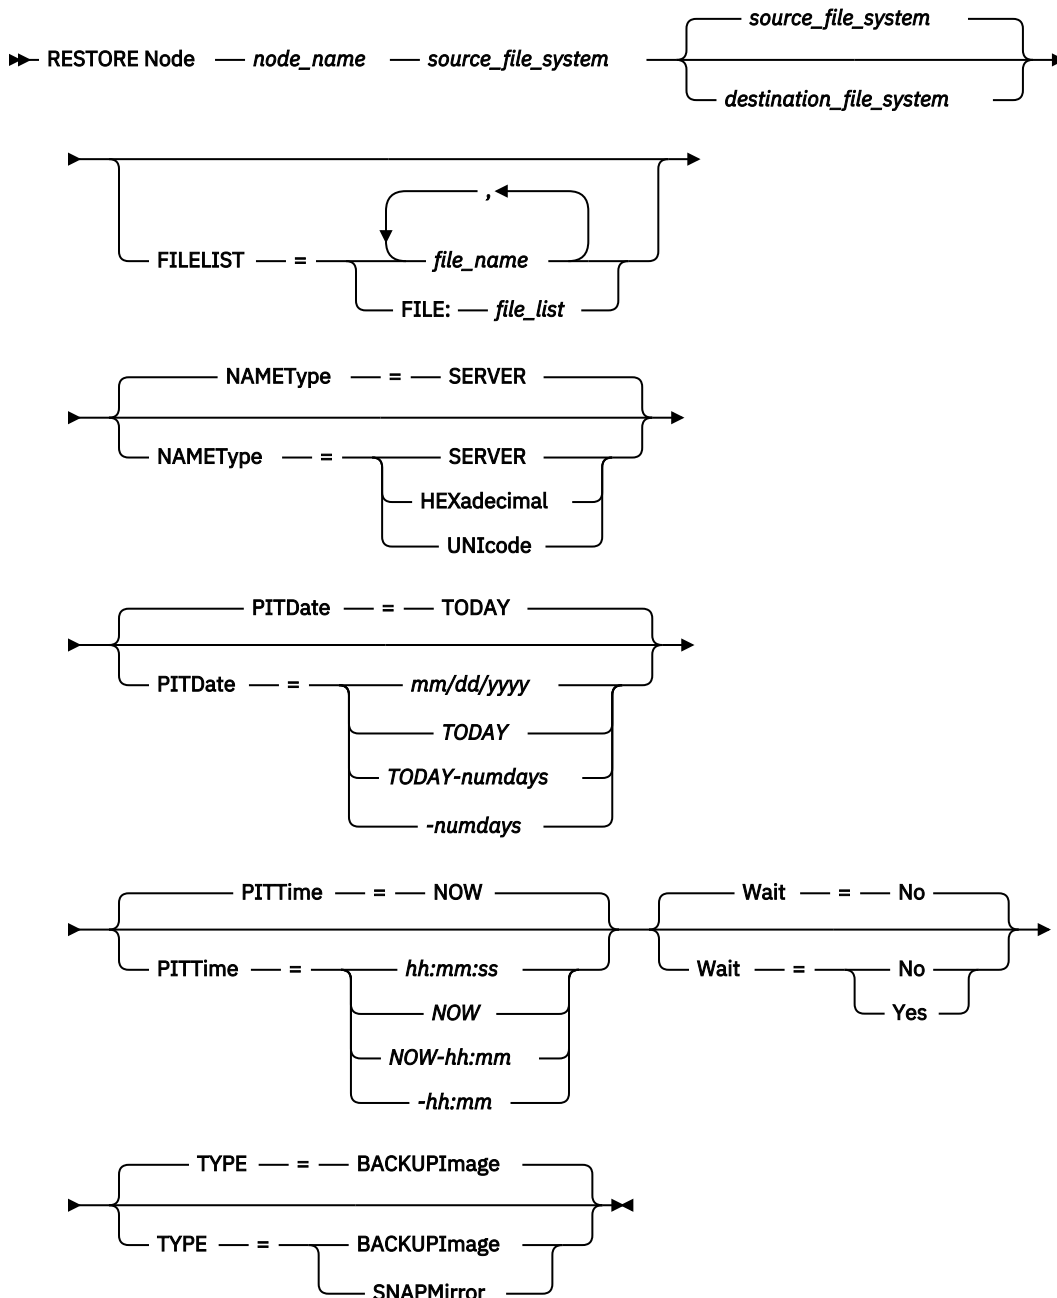 source_file_system
RESTORE Node node_name source_file_system
destination_file_system
,
FILELIST = file_name
FILE: file_list
NAMEType = SERVER
NAMEType = SERVER
HEXadecimal
UNIcode
PITDate = TODAY
PITDate = mm/dd/yyyy
TODAY
TODAY-numdays
-numdays
PITTime = NOW Wait = No
PITTime = hh:mm:ss Wait = No
NOW Yes
NOW-hh:mm
-hh:mm
TYPE = BACKUPImage
TYPE = BACKUPImage
SNAPMirror